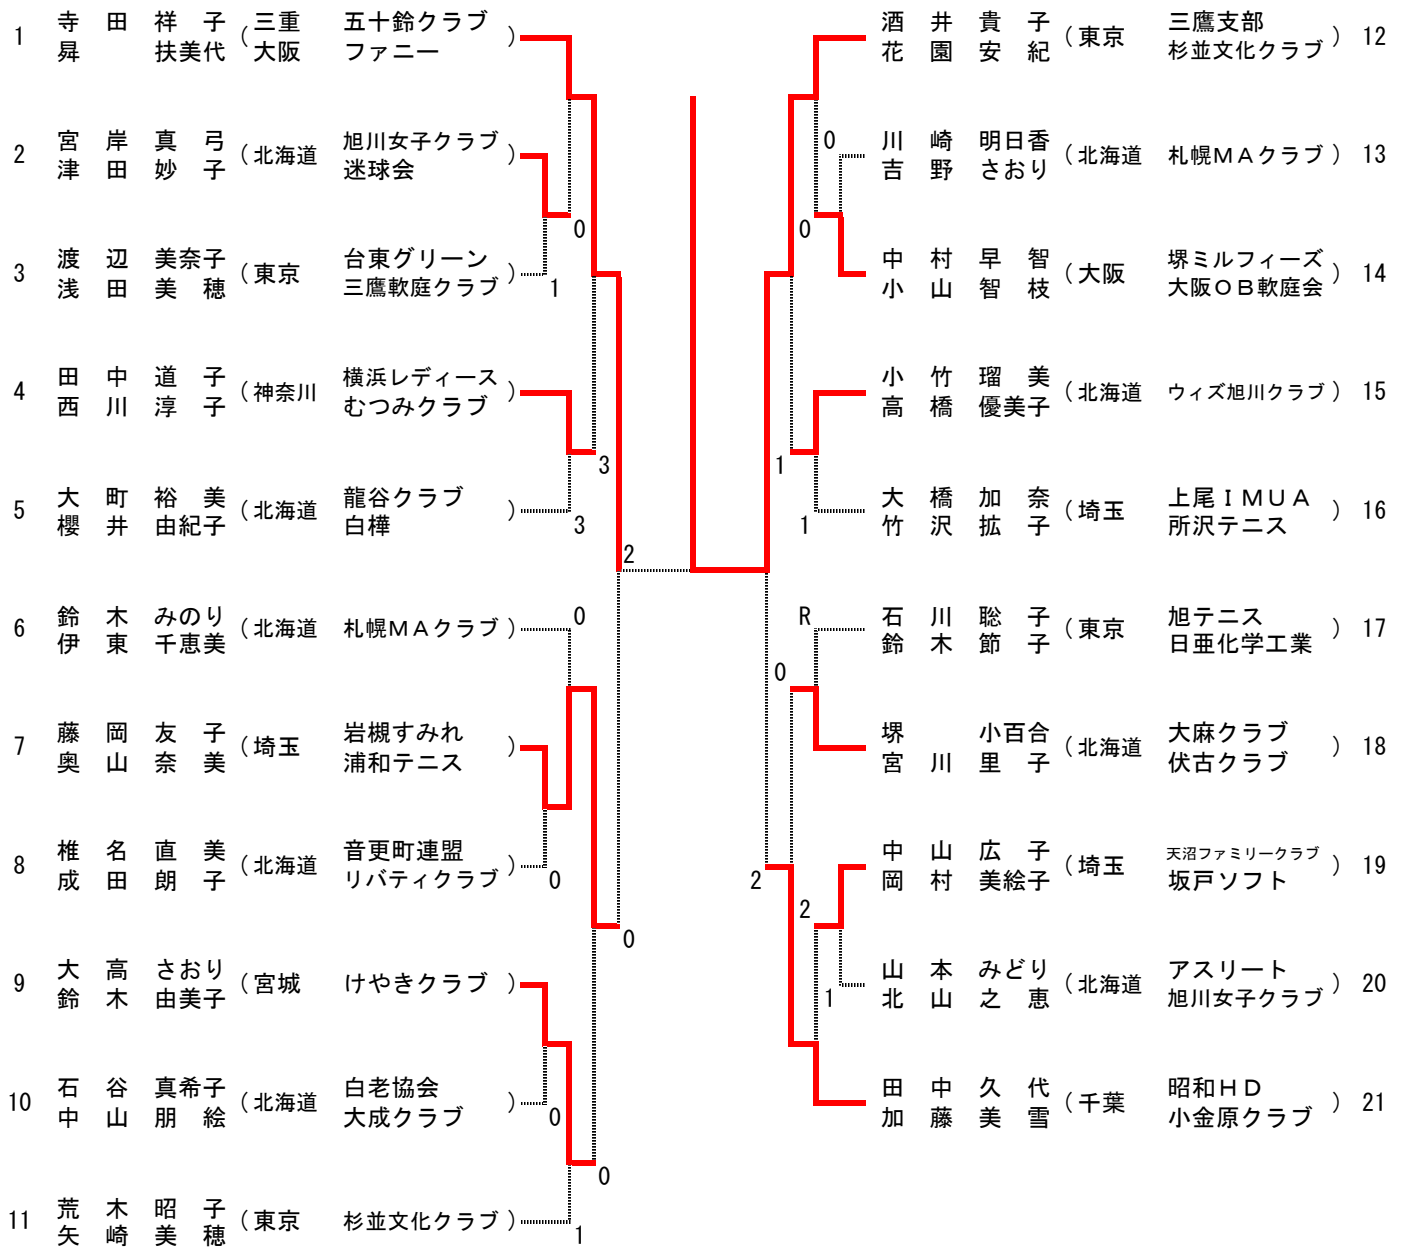 1 寺田祥子 (三重 五十鈴クラブ)
曻扶美代 大阪 ファニー
2 宮岸真弓 (北海道 旭川女子クラブ)
津田妙子 迷球会
0
3 渡辺美奈子 (東京 台東グリーン)
浅田美穂 三鷹軟庭クラブ
1
4 田中道子 (神奈川 横浜レディース)
西川淳子 むつみクラブ
3
5 大町裕美 (北海道 龍谷クラブ)
櫻井由紀子 白樺
3
2
6 鈴木みのり (北海道 札幌MAクラブ)
伊東千恵美
0
7 藤岡友子 (埼玉 岩槻すみれ)
奥山奈美 浦和テニス
8 椎名直美 (北海道 音更町連盟)
成田朗子 リバティクラブ
0
0
9 大高さおり (宮城 けやきクラブ)
鈴木由美子
10 石谷真希子 (北海道 白老協会)
中山朋絵 大成クラブ
0
0
11 荒木昭子 (東京 杉並文化クラブ)
矢崎美穂
1
酒井貴子 (東京 三鷹支部) 12
花園安紀 杉並文化クラブ
0
川崎明日香 (北海道 札幌MAクラブ) 13
吉野さおり
0
中村早智 (大阪 堺ミルフィーズ) 14
小山智枝 大阪OB軟庭会
小竹瑠美 (北海道 ウィズ旭川クラブ) 15
高橋優美子
1
大橋加奈 (埼玉 上尾IMUA) 16
竹沢拡子 所沢テニス
1
R
石川聡子 (東京 旭テニス) 17
鈴木節子 日亜化学工業
0
堺小百合 (北海道 大麻クラブ) 18
宮川里子 伏古クラブ
中山広子 (埼玉 天沼ファミリークラブ) 19
岡村美絵子 坂戸ソフト
2
2
山本みどり (北海道 アスリート) 20
北山之恵 旭川女子クラブ
1
田中久代 (千葉 昭和HD) 21
加藤美雪 小金原クラブ